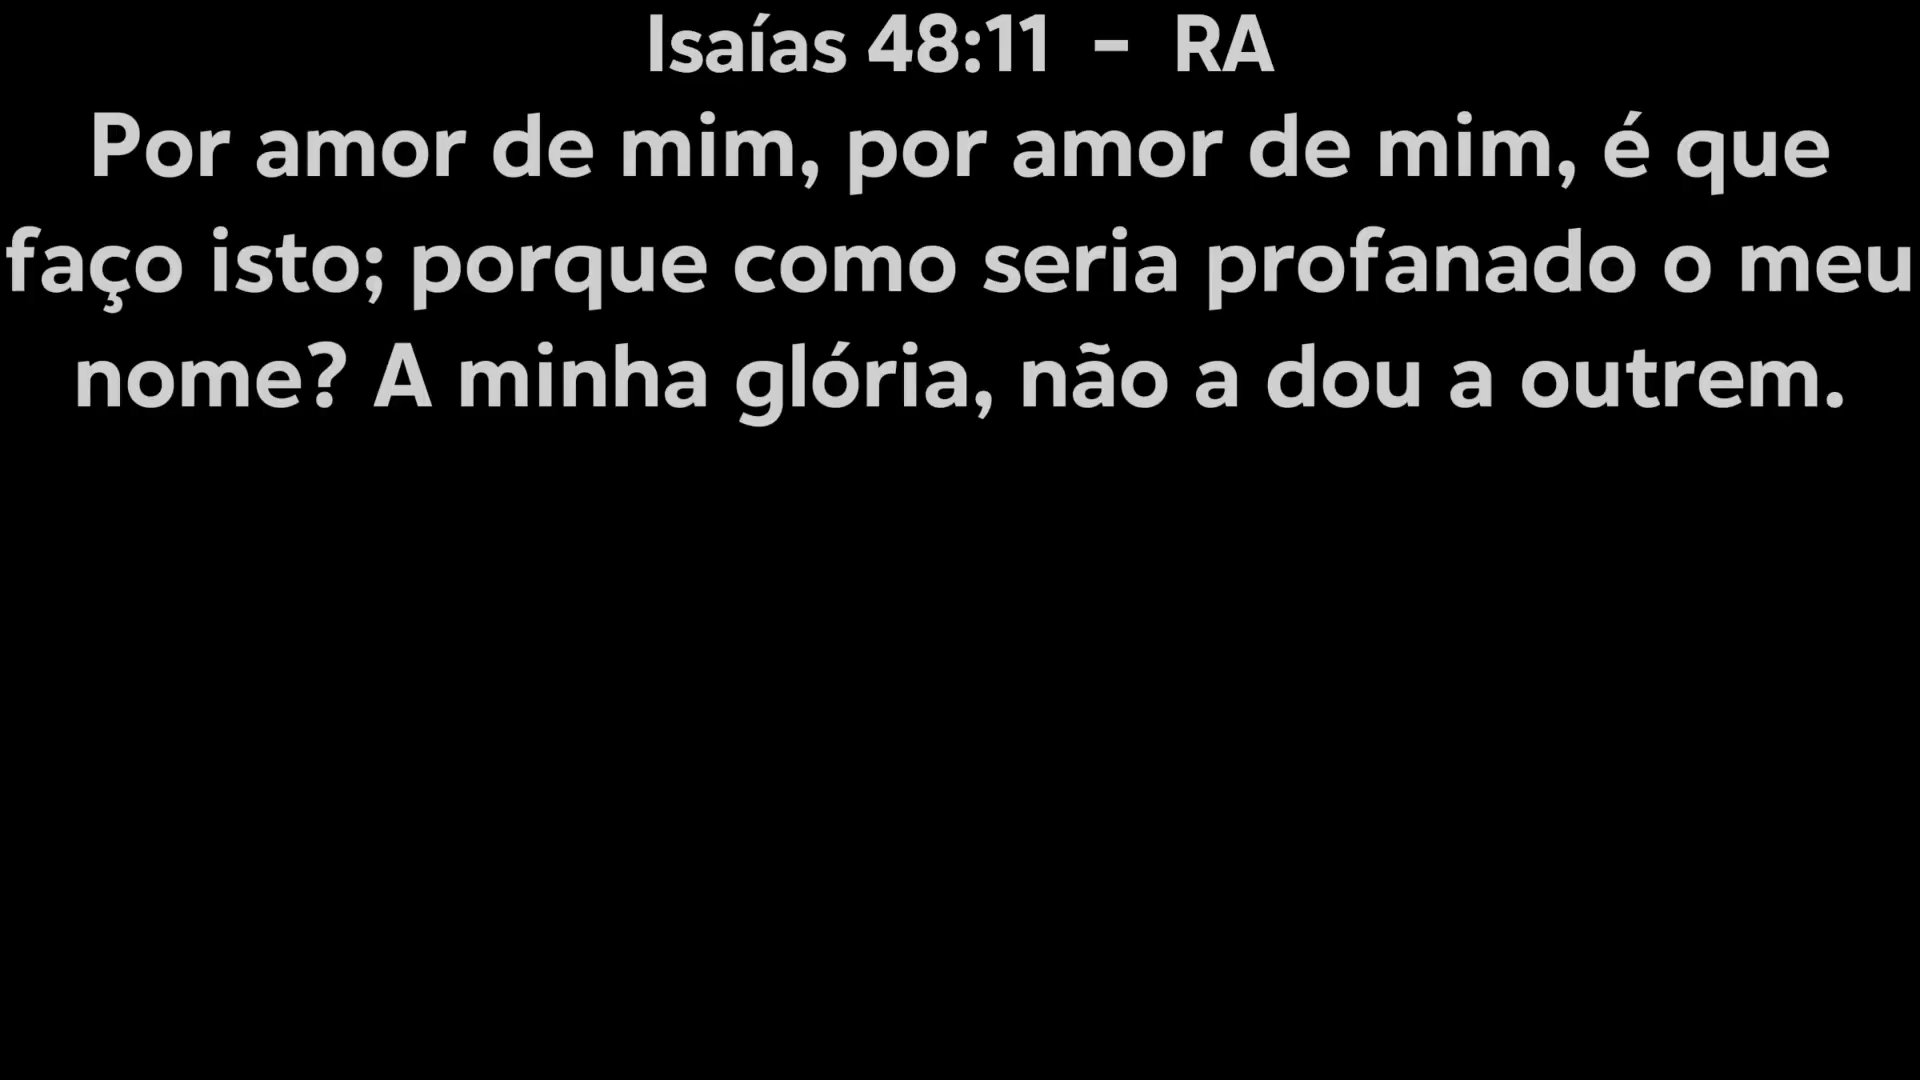 Isaías 48:11 - RA
Por amor de mim, por amor de mim, é que
faço isto; porque como seria profanado o meu
nome? A minha glória, não a dou a outrem.